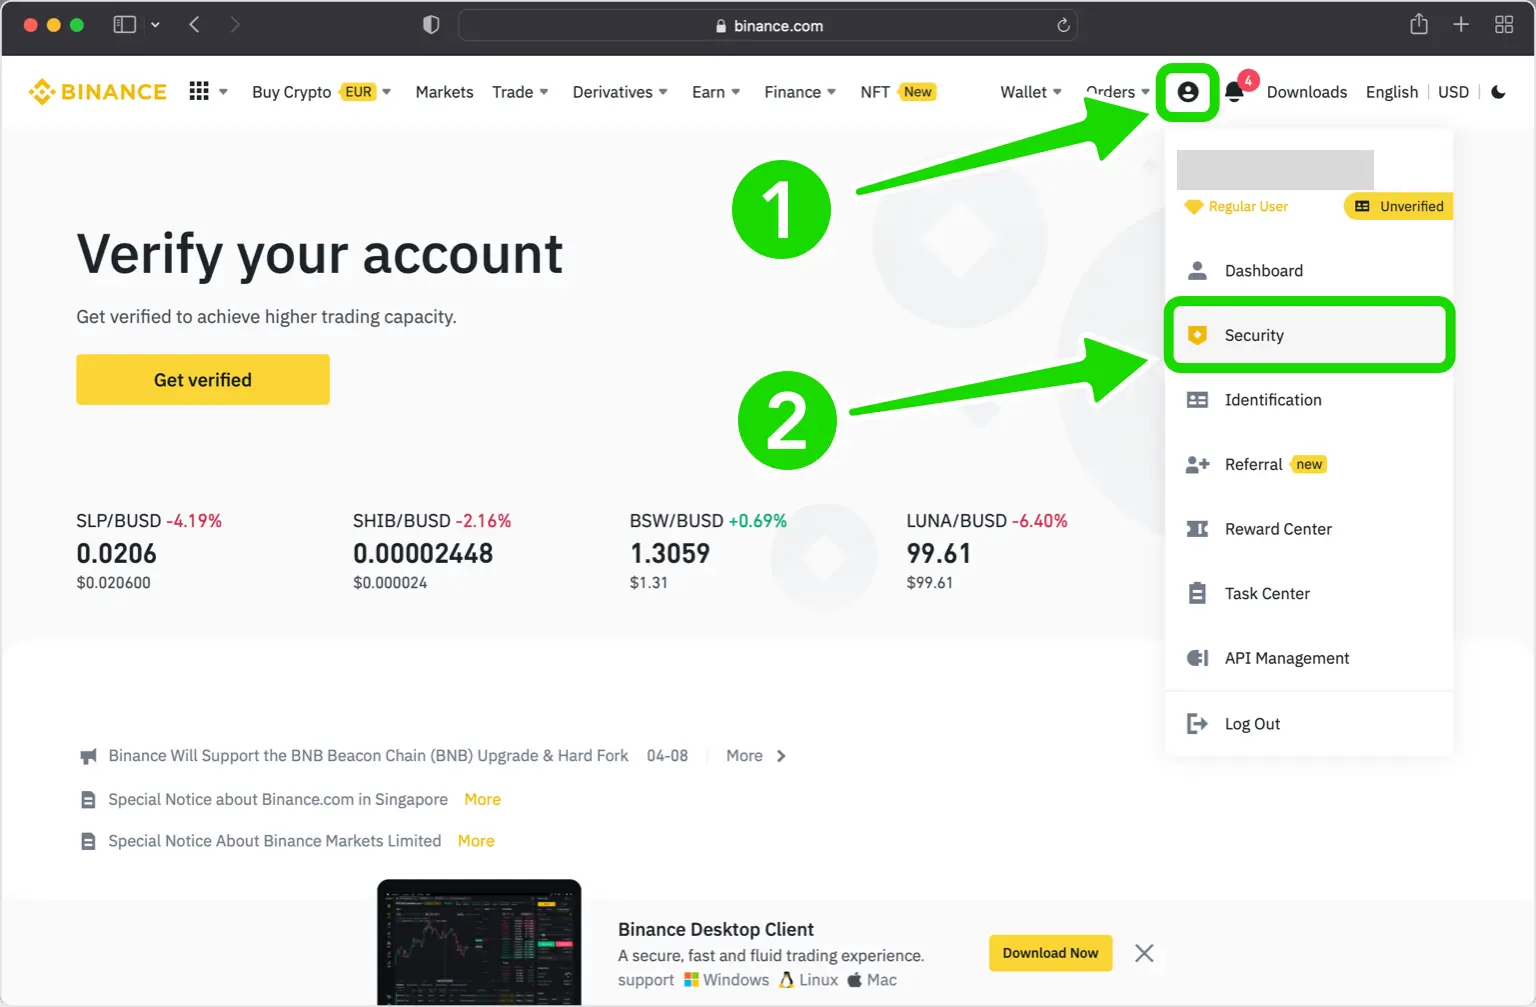 binance.com
BINANCE Buy Crypto EUR Markets Trade Derivatives Earn Finance NFT New Wallet Orders 4 Downloads English USD
1
Regular User Unverified
Verify your account
Get verified to achieve higher trading capacity.
Get verified
Dashboard
Security
2
Identification
Referral new
Reward Center
Task Center
API Management
Log Out
SLP/BUSD -4.19%
0.0206
$0.020600
SHIB/BUSD -2.16%
0.00002448
$0.000024
BSW/BUSD +0.69%
1.3059
$1.31
LUNA/BUSD -6.40%
99.61
$99.61
Binance Will Support the BNB Beacon Chain (BNB) Upgrade & Hard Fork 04-08 More
Special Notice about Binance.com in Singapore More
Special Notice About Binance Markets Limited More
Binance Desktop Client
A secure, fast and fluid trading experience.
support Windows Linux Mac
Download Now